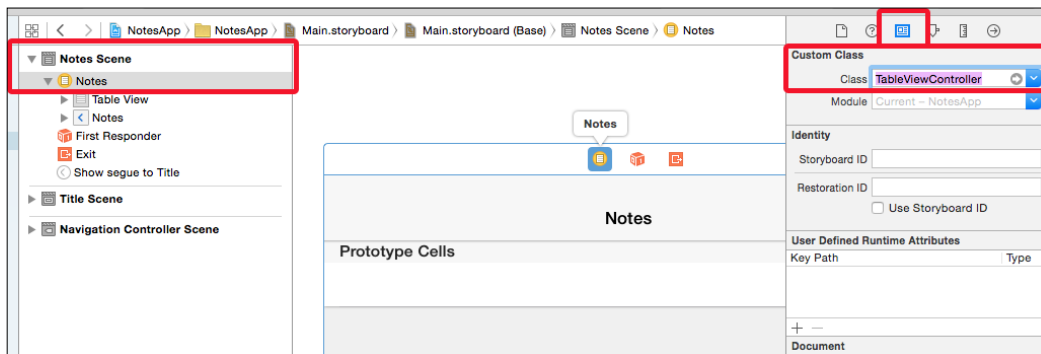 NotesApp NotesApp Main.storyboard Main.storyboard (Base) Notes Scene Notes
Notes Scene
Notes
Table View
Notes
First Responder
Exit
Show segue to Title
Title Scene
Navigation Controller Scene
Notes
Notes
Prototype Cells
Custom Class
Class TableViewController
Module Current – NotesApp
Identity
Storyboard ID
Restoration ID
Use Storyboard ID
User Defined Runtime Attributes
Key Path Type
Document